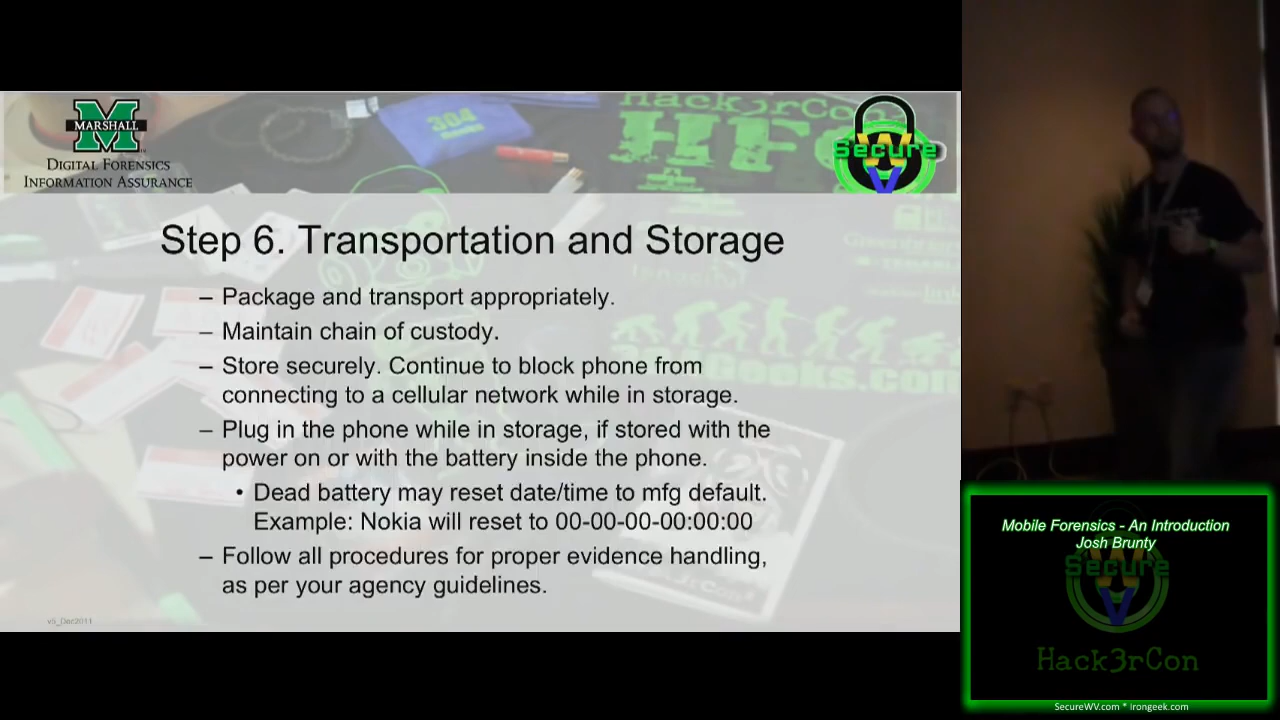 MARSHALL
DIGITAL FORENSICS
INFORMATION ASSURANCE
304
Geeks
Hack3rCon
Secure
W
V
Step 6. Transportation and Storage
– Package and transport appropriately.
– Maintain chain of custody.
– Store securely. Continue to block phone from
connecting to a cellular network while in storage.
– Plug in the phone while in storage, if stored with the
power on or with the battery inside the phone.
• Dead battery may reset date/time to mfg default.
Example: Nokia will reset to 00-00-00-00:00:00
– Follow all procedures for proper evidence handling,
as per your agency guidelines.
v5_Dec2011
Mobile Forensics - An Introduction
Josh Brunty
Secure
W
V
Hack3rCon
SecureWV.com * irongeek.com